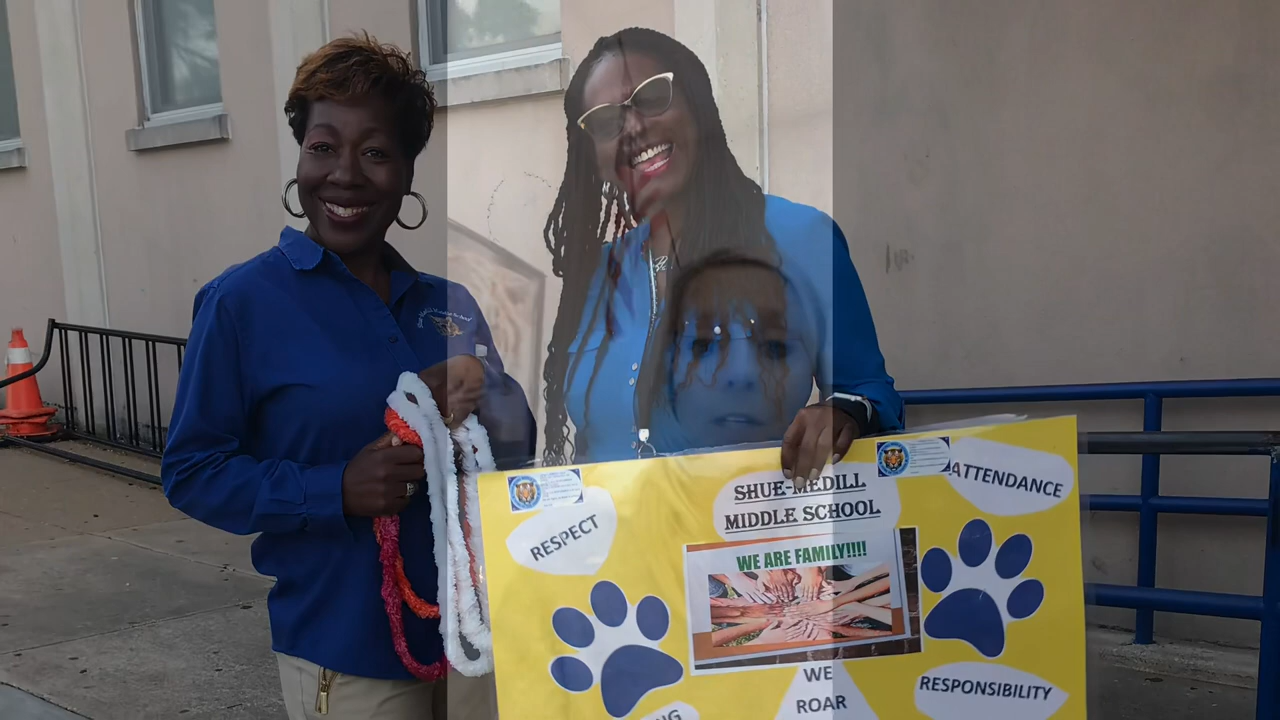 SHUE-MEDILL
MIDDLE SCHOOL
ATTENDANCE
RESPECT
WE ARE FAMILY!!!!
RESPONSIBILITY
WE
ROAR